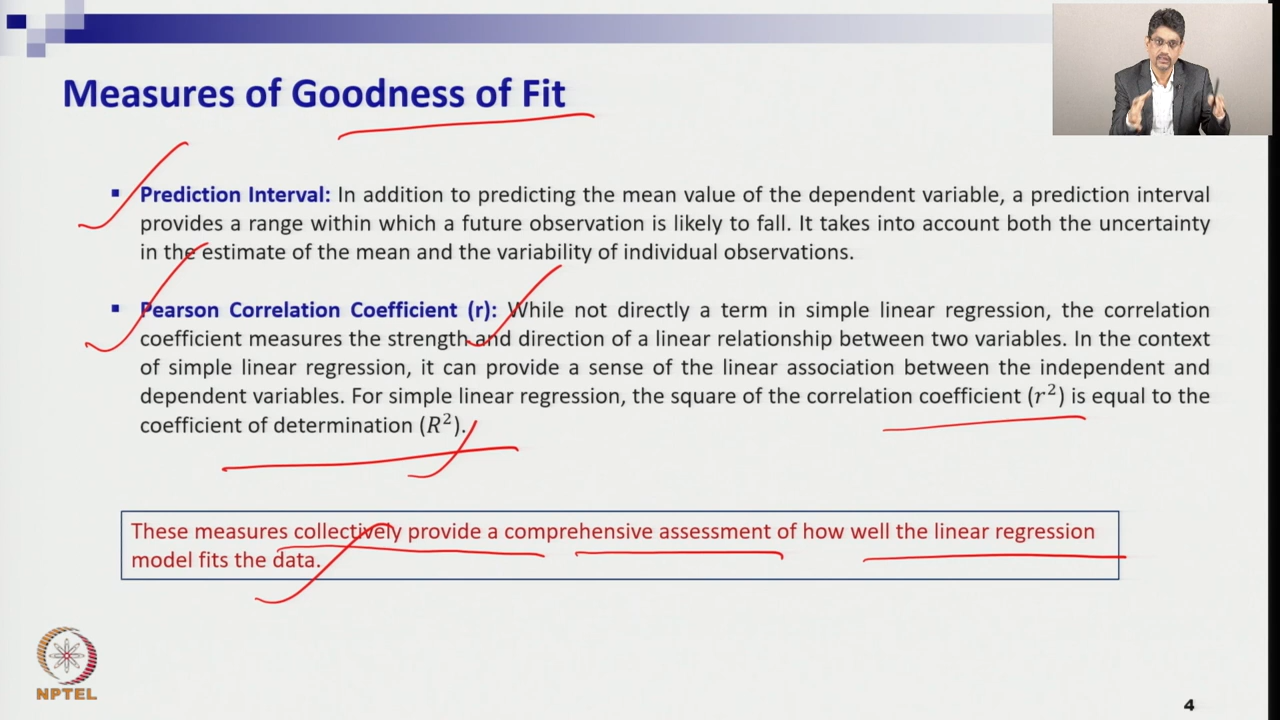 Measures of Goodness of Fit
▪ Prediction Interval: In addition to predicting the mean value of the dependent variable, a prediction interval
provides a range within which a future observation is likely to fall. It takes into account both the uncertainty
in the estimate of the mean and the variability of individual observations.
▪ Pearson Correlation Coefficient (r): While not directly a term in simple linear regression, the correlation
coefficient measures the strength and direction of a linear relationship between two variables. In the context
of simple linear regression, it can provide a sense of the linear association between the independent and
dependent variables. For simple linear regression, the square of the correlation coefficient (r²) is equal to the
coefficient of determination (R²).
These measures collectively provide a comprehensive assessment of how well the linear regression
model fits the data.
NPTEL
4